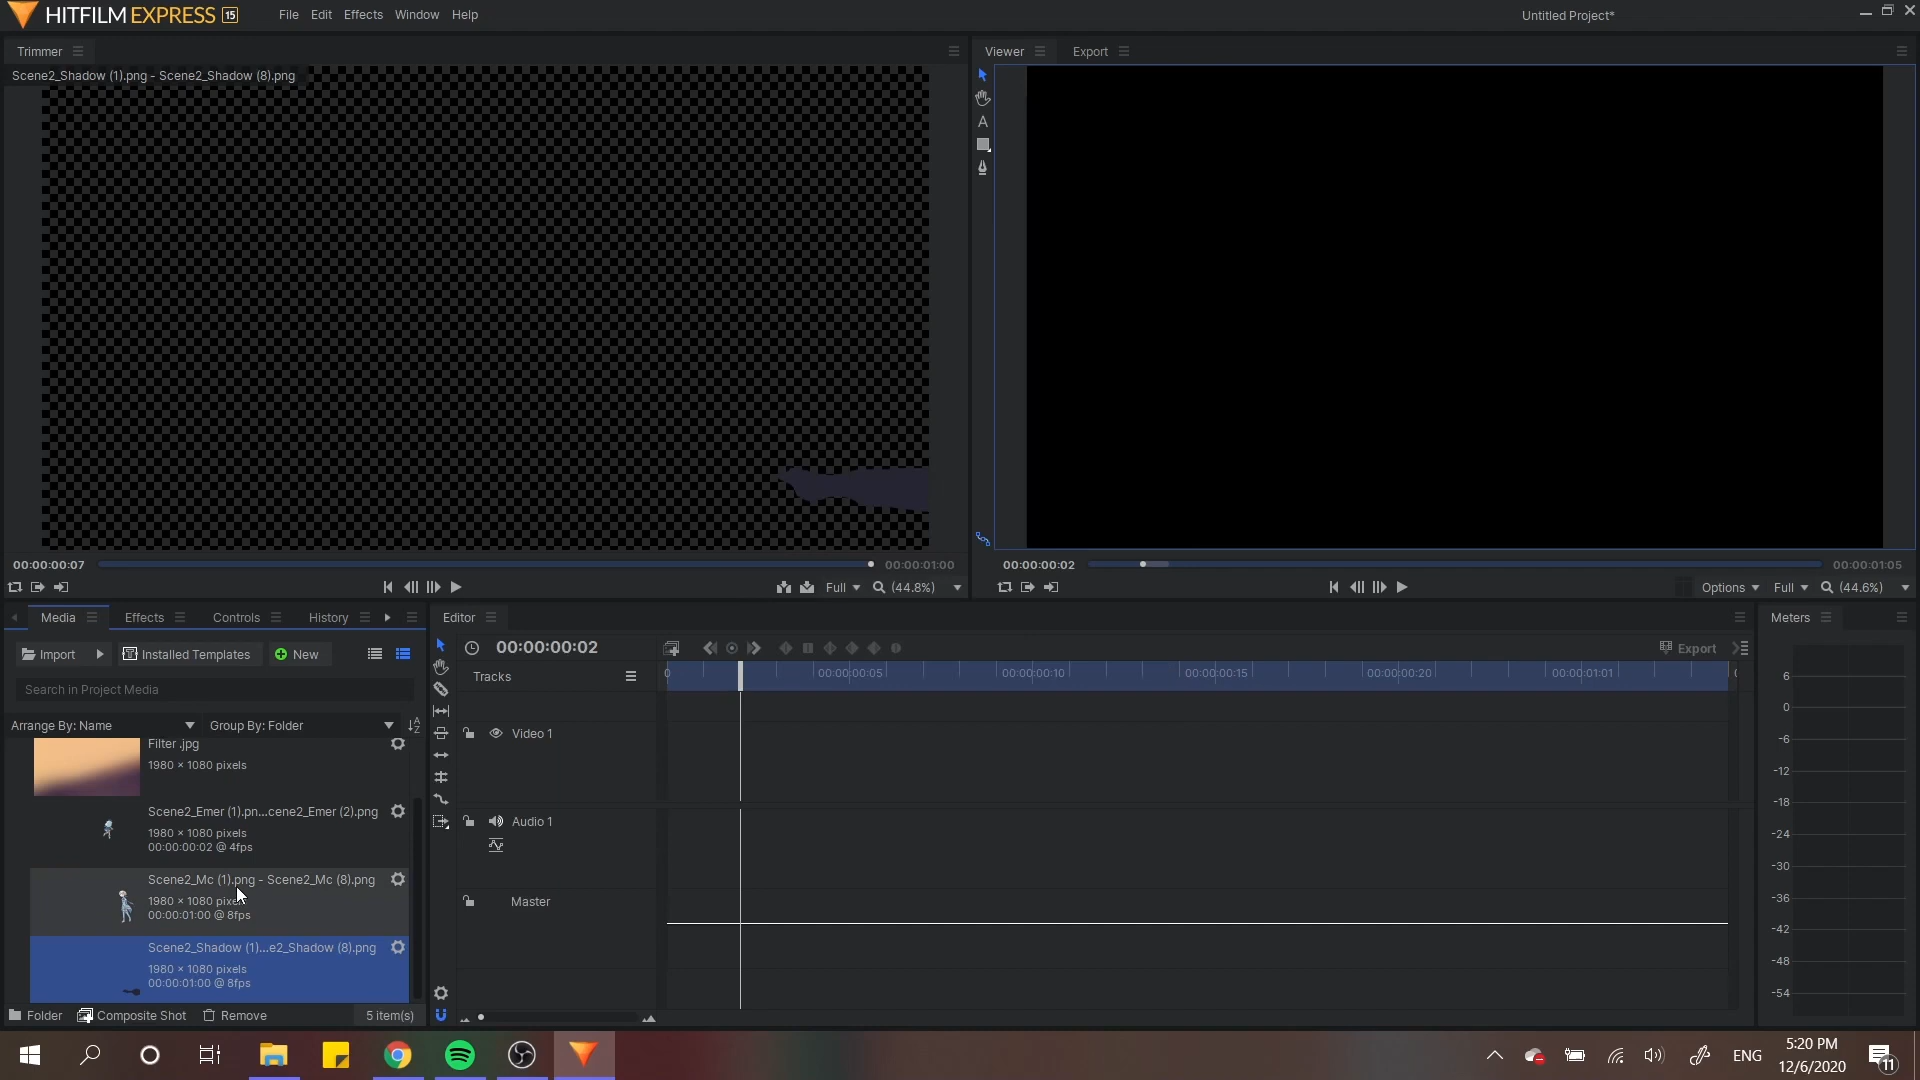 HITFILM EXPRESS 15
File Edit Effects Window Help
Untitled Project*
Trimmer
Viewer Export
Scene2_Shadow (1).png - Scene2_Shadow (8).png
A
00:00:00:07
00:00:01:00
00:00:00:02
00:00:01:05
Full (44.8%)
Options Full (44.6%)
Media Effects Controls History
Editor
Meters
Import Installed Templates New
00:00:00:02
Export
Tracks
0 00:00:00:05 00:00:00:10 00:00:00:15 00:00:00:20 00:00:01:01
Search in Project Media
Arrange By: Name Group By: Folder
Filter .jpg
1980 × 1080 pixels
Scene2_Emer (1).pn...cene2_Emer (2).png
1980 × 1080 pixels
00:00:00:02 @ 4fps
Scene2_Mc (1).png - Scene2_Mc (8).png
1980 × 1080
00:00:01:00 @ 8fps
Scene2_Shadow (1)...e2_Shadow (8).png
1980 × 1080 pixels
00:00:01:00 @ 8fps
Folder Composite Shot Remove 5 item(s)
Video 1
Audio 1
Master
6
0
-6
-12
-18
-24
-30
-36
-42
-48
-54
ENG
5:20 PM
12/6/2020
11